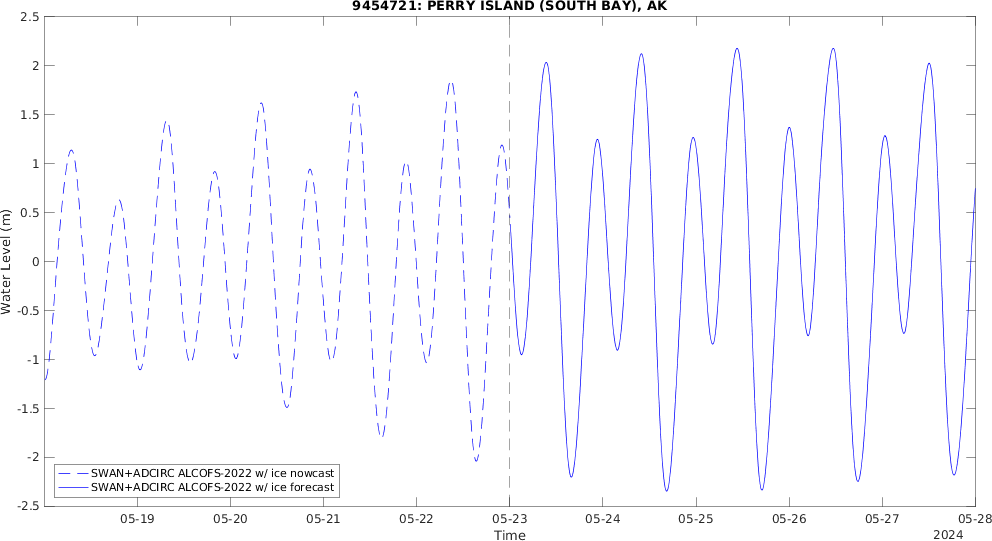 9454721: PERRY ISLAND (SOUTH BAY), AK
2.5
2
1.5
1
0.5
0
-0.5
-1
-1.5
-2
-2.5
Water Level (m)
SWAN+ADCIRC ALCOFS-2022 w/ ice nowcast
SWAN+ADCIRC ALCOFS-2022 w/ ice forecast
05-19 05-20 05-21 05-22 05-23 05-24 05-25 05-26 05-27 05-28
Time
2024